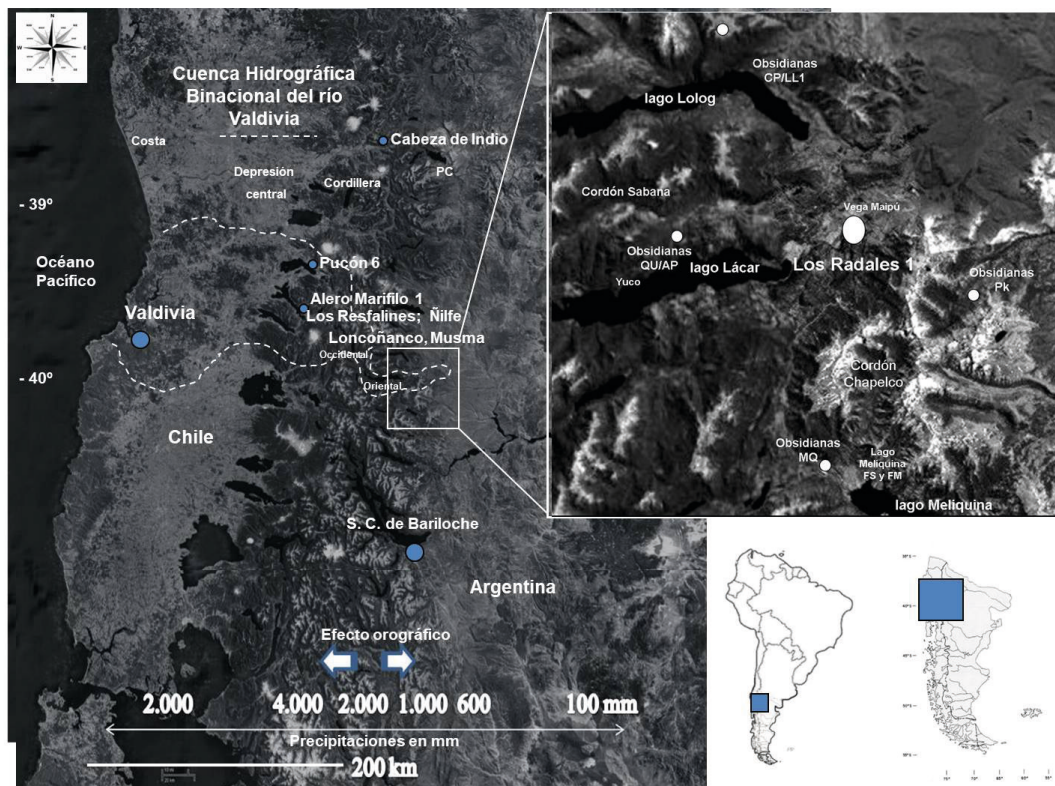 N
W
E
S
Cuenca Hidrográfica
Binacional del río
Valdivia
Costa
Cabeza de Indio
PC
Depresión
central
Cordillera
- 39º
Océano
Pacífico
Pucón 6
Alero Marifilo 1
Los Resfalines; Ñilfe
Loncoñanco, Musma
Valdivia
Occidental
Oriental
- 40º
Chile
S. C. de Bariloche
Argentina
Efecto orográfico
2.000
4.000
2.000
1.000
600
100 mm
Precipitaciones en mm
200 km
Obsidianas
CP/LL1
lago Lolog
Cordón Sabana
Vega Maipú
Obsidianas
QU/AP
lago Lácar
Los Radales 1
Yuco
Obsidianas
Pk
Cordón
Chapelco
Obsidianas
MQ
Lago
Meliquina
FS y FM
lago Meliquina